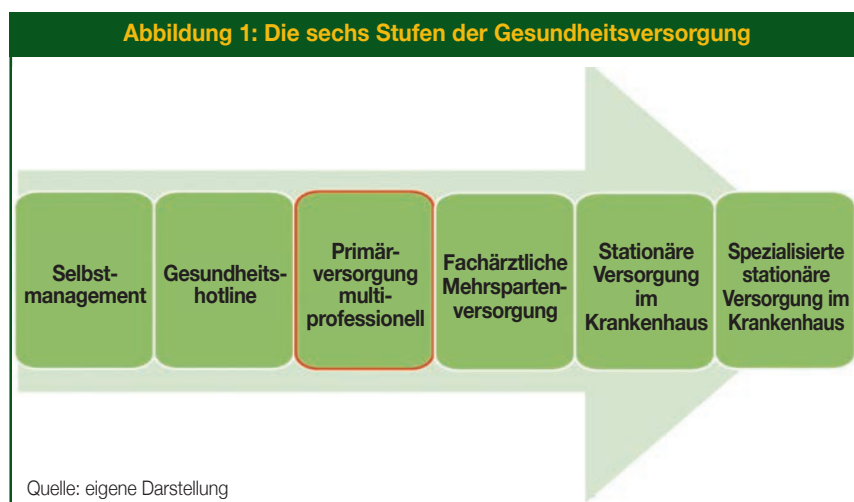 Abbildung 1: Die sechs Stufen der Gesundheitsversorgung
Selbst-
management
Gesundheits-
hotline
Primär-
versorgung
multi-
professionell
Fachärztliche
Mehrsparten-
versorgung
Stationäre
Versorgung
im
Krankenhaus
Spezialisierte
stationäre
Versorgung im
Krankenhaus
Quelle: eigene Darstellung